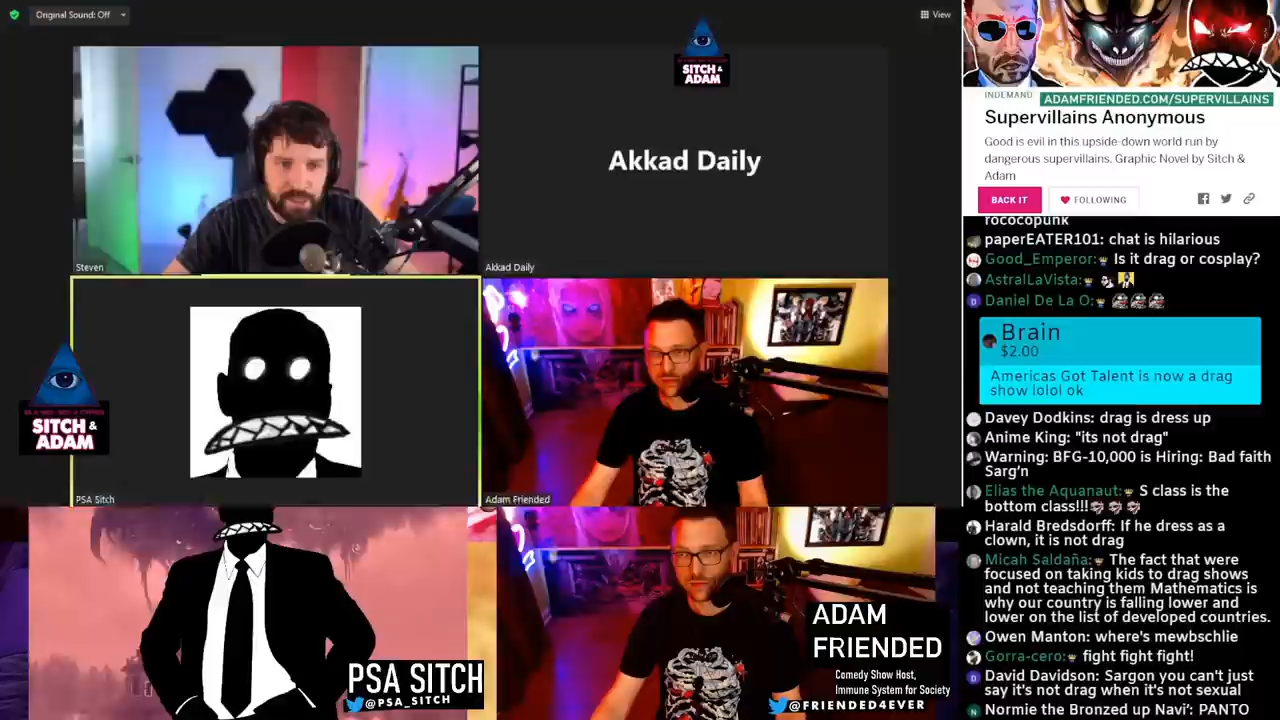 Original Sound: Off
View
SITCH &
ADAM
Akkad Daily
Steven
Akkad Daily
SITCH &
ADAM
PSA Sitch
Adam Friended
PSA SITCH
@PSA_SITCH
ADAM
FRIENDED
Comedy Show Host,
Immune System for Society
@FRIENDED4EVER
INDEMAND
ADAMFRIENDED.COM/SUPERVILLAINS
Supervillains Anonymous
Good is evil in this upside-down world run by
dangerous supervillains. Graphic Novel by Sitch &
Adam
BACK IT
FOLLOWING
rococopunk
paperEATER101: chat is hilarious
Good_Emperor: Is it drag or cosplay?
AstralLaVista:
Daniel De La O:
Brain
$2.00
Americas Got Talent is now a drag
show lolol ok
Davey Dodkins: drag is dress up
Anime King: "its not drag"
Warning: BFG-10,000 is Hiring: Bad faith
Sarg'n
Elias the Aquanaut: S class is the
bottom class!!!
Harald Bredsdorff: If he dress as a
clown, it is not drag
Micah Saldaña: The fact that were
focused on taking kids to drag shows
and not teaching them Mathematics is
why our country is falling lower and
lower on the list of developed countries.
Owen Manton: where's mewbschlie
Gorra-cero: fight fight fight!
David Davidson: Sargon you can't just
say it's not drag when it's not sexual
Normie the Bronzed up Navi': PANTO